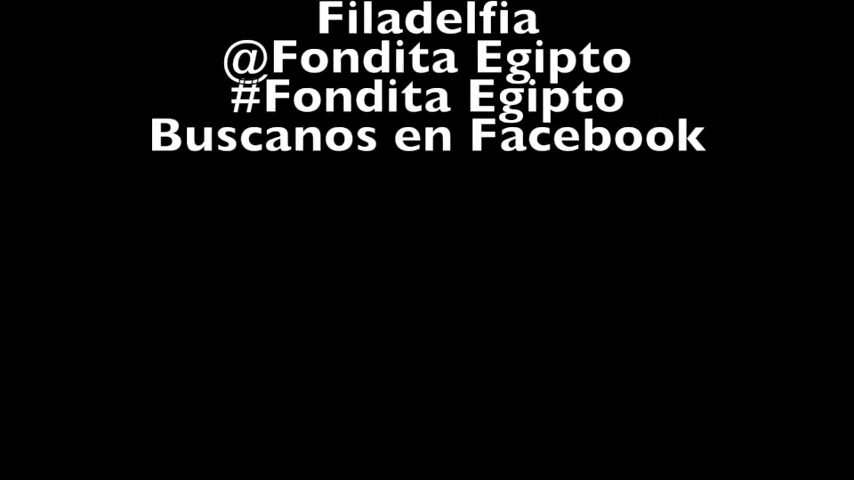 Filadelfia
@Fondita Egipto
#Fondita Egipto
Buscanos en Facebook